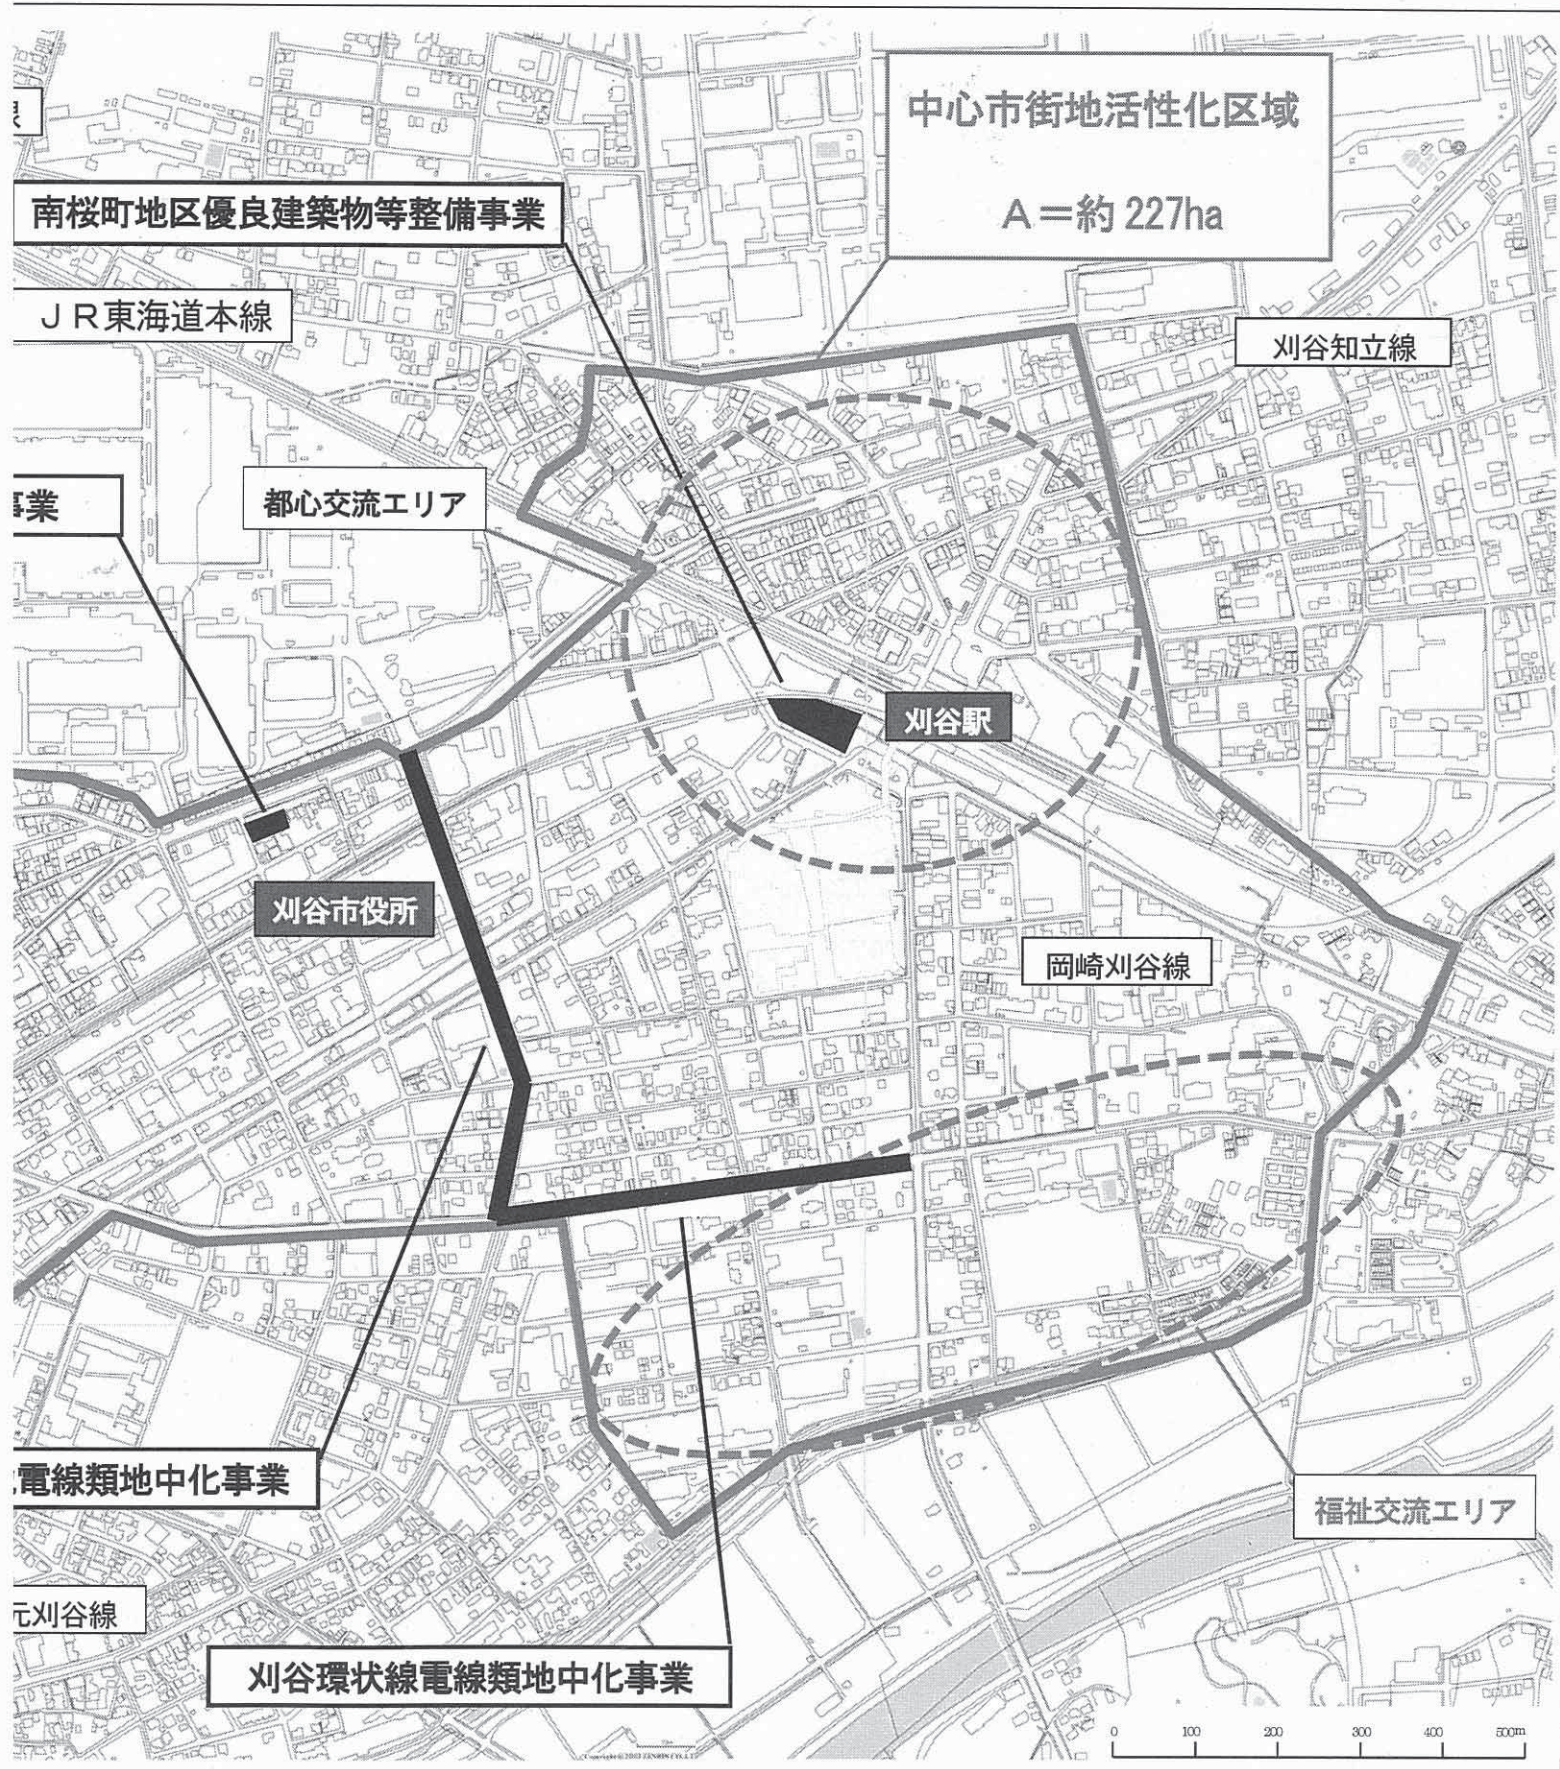 中心市街地活性化区域
A＝約 227ha
南桜町地区優良建築物等整備事業
ＪＲ東海道本線
刈谷知立線
事業
都心交流エリア
刈谷駅
刈谷市役所
岡崎刈谷線
電線類地中化事業
福祉交流エリア
元刈谷線
刈谷環状線電線類地中化事業
0 100 200 300 400 500m